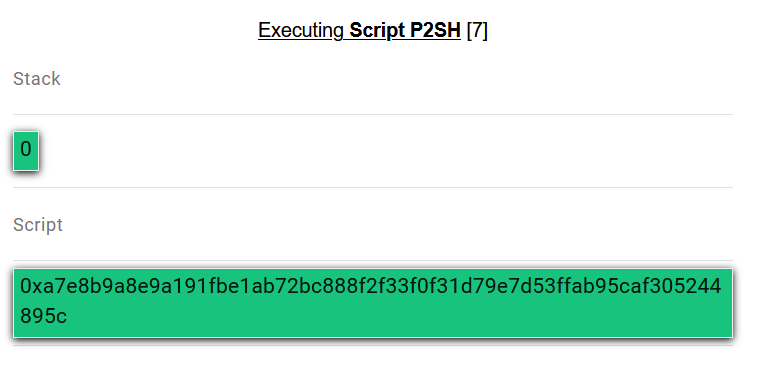 Executing Script P2SH [7]
Stack
0
Script
0xa7e8b9a8e9a191fbe1ab72bc888f2f33f0f31d79e7d53ffab95caf305244
895c